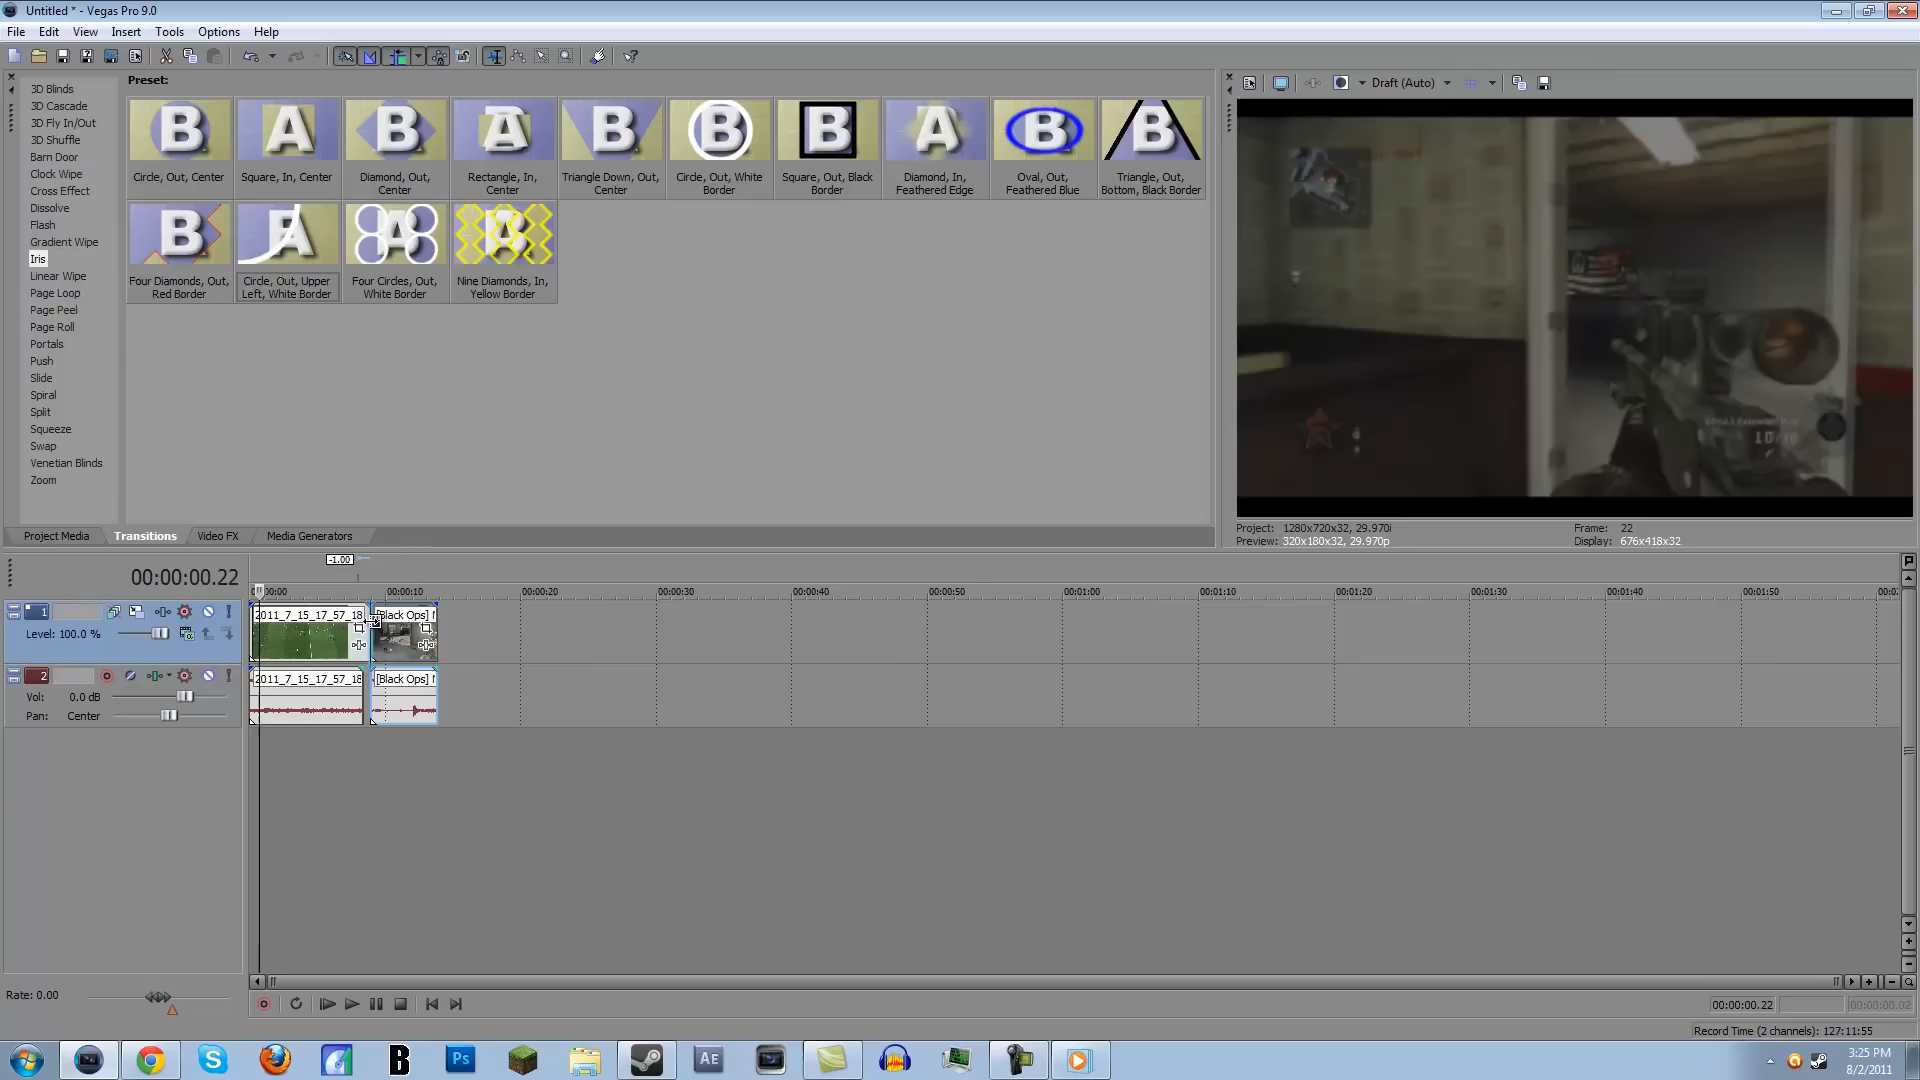 Untitled * - Vegas Pro 9.0
File Edit View Insert Tools Options Help
3D Blinds
3D Cascade
3D Fly In/Out
3D Shuffle
Barn Door
Clock Wipe
Cross Effect
Dissolve
Flash
Gradient Wipe
Iris
Linear Wipe
Page Loop
Page Peel
Page Roll
Portals
Push
Slide
Spiral
Split
Squeeze
Swap
Venetian Blinds
Zoom
Preset:
B A B A B B B A B B
Circle, Out, Center
Square, In, Center
Diamond, Out, Center
Rectangle, In, Center
Triangle Down, Out, Center
Circle, Out, White Border
Square, Out, Black Border
Diamond, In, Feathered Edge
Oval, Out, Feathered Blue
Triangle, Out, Bottom, Black Border
Four Diamonds, Out, Red Border
Circle, Out, Upper Left, White Border
Four Circles, Out, White Border
Nine Diamonds, In, Yellow Border
Draft (Auto)
Project: 1280x720x32, 29.970i
Preview: 320x180x32, 29.970p
Frame: 22
Display: 676x418x32
Project Media Transitions Video FX Media Generators
-1.00
00:00:00.22
00:00:10 00:00:20 00:00:30 00:00:40 00:00:50 00:01:00 00:01:10 00:01:20 00:01:30 00:01:40 00:01:50
1
Level: 100.0 %
2011_7_15_17_57_18
[Black Ops]
2
Vol: 0.0 dB
Pan: Center
2011_7_15_17_57_18
[Black Ops]
Rate: 0.00
00:00:00.22
00:00:00.02
Record Time (2 channels): 127:11:55
B Ps AE
3:25 PM
8/2/2011